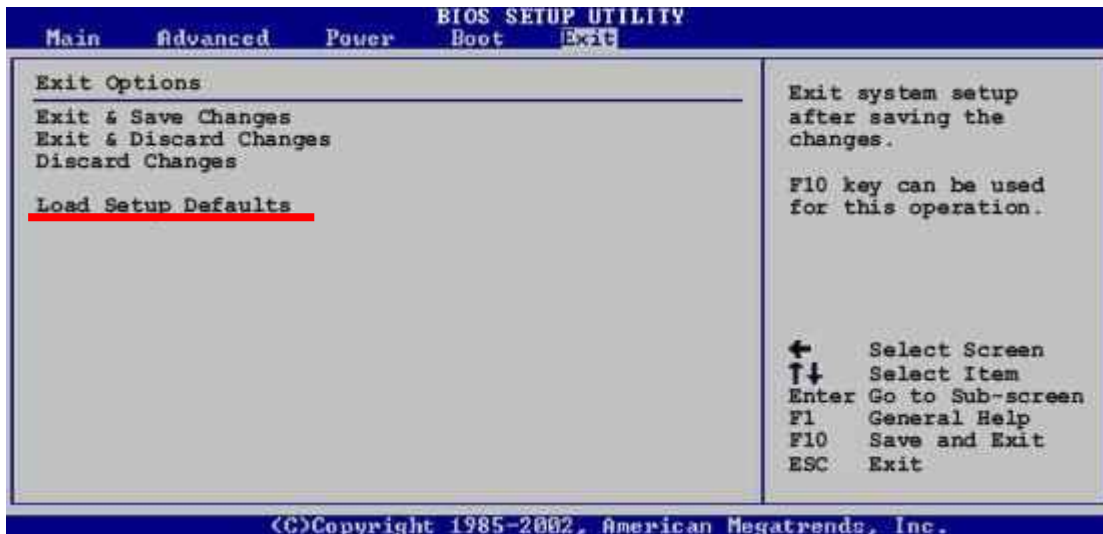 BIOS SETUP UTILITY
Main Advanced Power Boot Exit
Exit Options
Exit & Save Changes
Exit & Discard Changes
Discard Changes
Load Setup Defaults
Exit system setup
after saving the
changes.
F10 key can be used
for this operation.
← Select Screen
↑↓ Select Item
Enter Go to Sub-screen
F1 General Help
F10 Save and Exit
ESC Exit
(C)Copyright 1985-2002, American Megatrends, Inc.